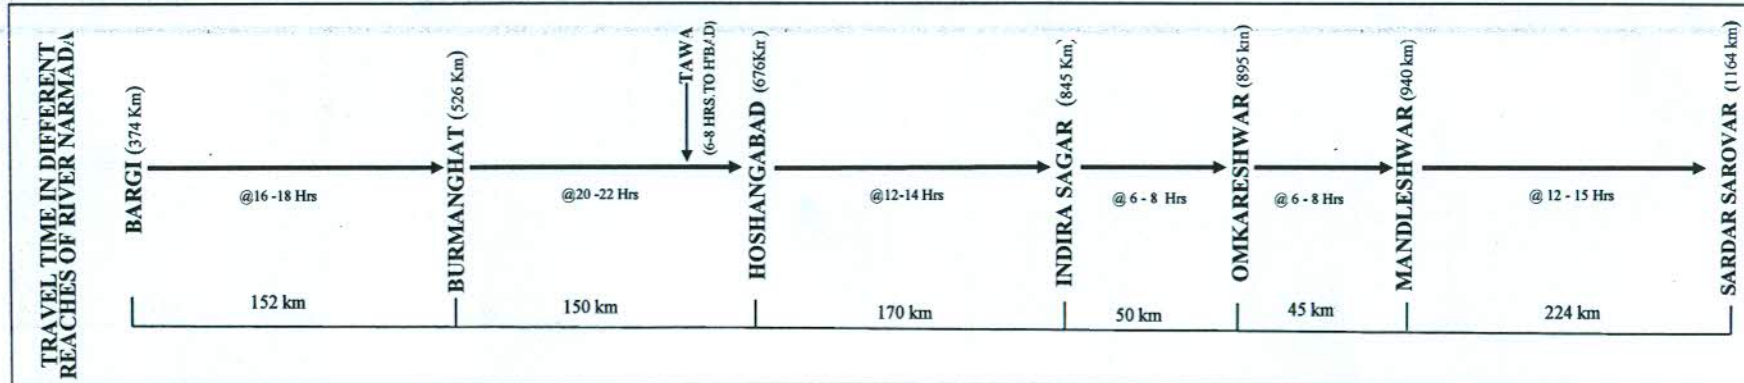 TRAVEL TIME IN DIFFERENT
REACHES OF RIVER NARMADA
BARGI (374 Km)
@16 -18 Hrs
BURMANGHAT (526 Km)
@20 -22 Hrs
TAWA
(6-8 HRS. TO H'BAD)
HOSHANGABAD (676Km)
@12-14 Hrs
INDIRA SAGAR (845 Km)
@ 6 - 8 Hrs
OMKARESHWAR (895 km)
@ 6 - 8 Hrs
MANDLESHWAR (940 km)
@ 12 - 15 Hrs
SARDAR SAROVAR (1164 km)
152 km
150 km
170 km
50 km
45 km
224 km